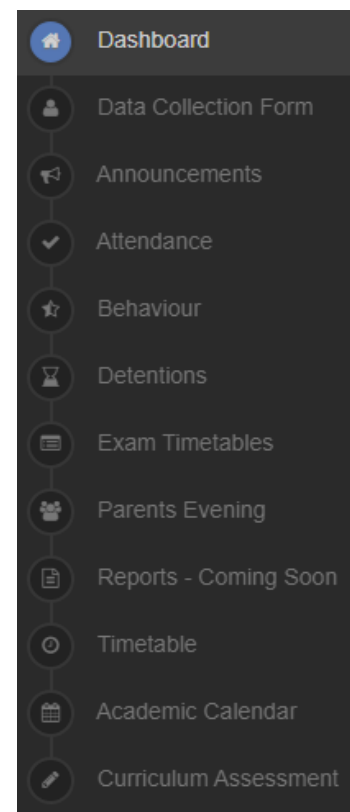 Dashboard
Data Collection Form
Announcements
Attendance
Behaviour
Detentions
Exam Timetables
Parents Evening
Reports - Coming Soon
Timetable
Academic Calendar
Curriculum Assessment